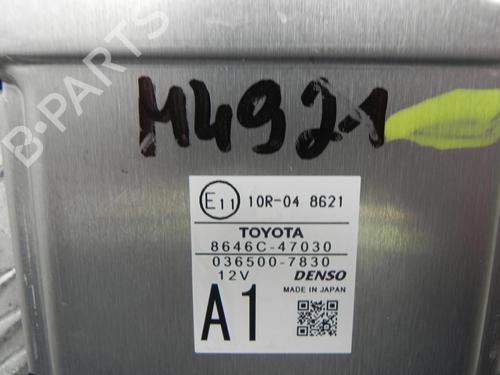 B-PARTS
M492-1
E11 10R-04 8621
TOYOTA
8646C-47030
036500-7830
12V DENSO
MADE IN JAPAN
A1